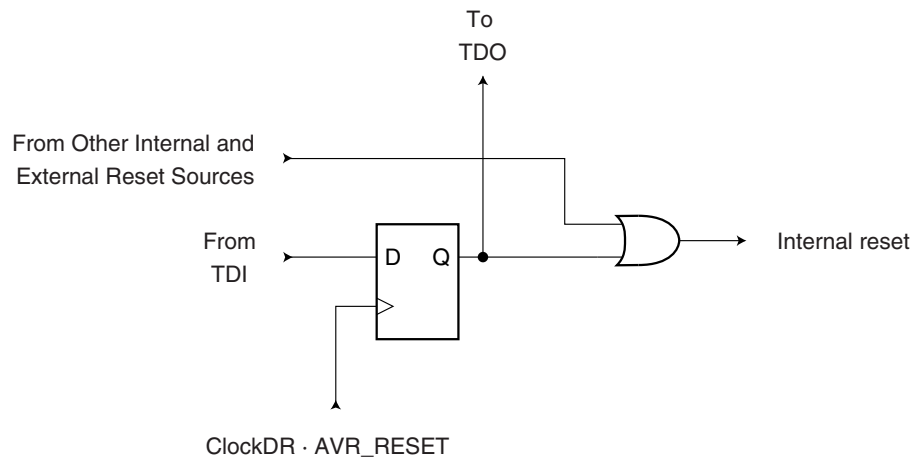 To
TDO
From Other Internal and
External Reset Sources
From
TDI
D Q
Internal reset
ClockDR · AVR_RESET